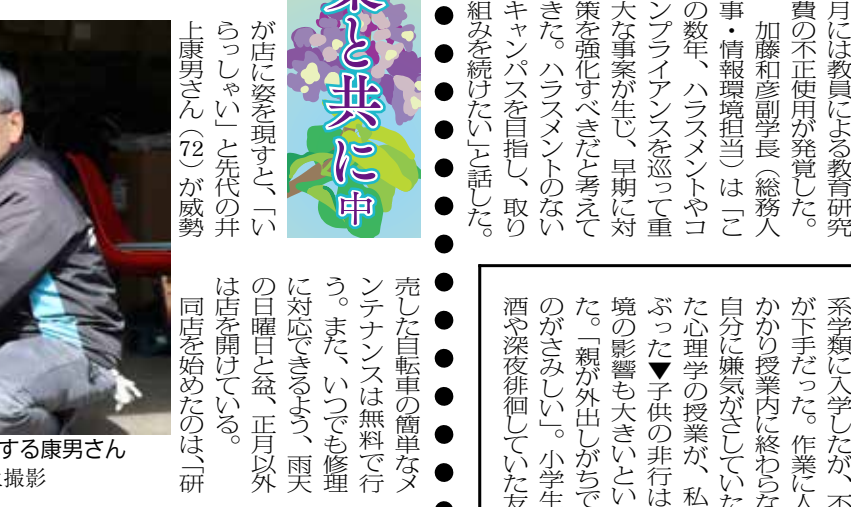 月には教員による教育研究
費の不正使用が発覚した。
加藤和彦副学長（総務人
事・情報環境担当）は「こ
の数年、ハラスメントやコ
ンプライアンスを巡って重
大な事案が生じ、早期に対
策を強化すべきだと考えて
きた。ハラスメントのない
キャンパスを目指し、取り
組みを続けたい」と話した。
と共に 中
が店に姿を現すと、「い
らっしゃい」と先代の井
上康男さん（72）が威勢
売した自転車の簡単なメ
ンテナンスは無料で行
う。また、いつでも修理
に対応できるよう、雨天
の日曜日と盆、正月以外
は店を開けている。
同店を始めたのは、「研
する康男さん
撮影
系学類に入学したが、不
が下手だった。作業に人
かかり授業内に終わらな
自分に嫌気がさしていた
た心理学の授業が、私
ぶった▼子供の非行は
境の影響も大きいとい
た。「親が外出しがちで
のがさみしい」。小学生
酒や深夜徘徊していた友